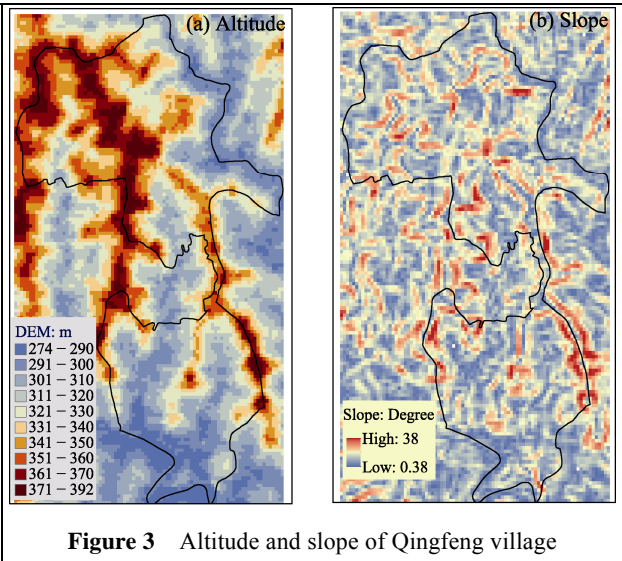 (a) Altitude
DEM: m
274－290
291－300
301－310
311－320
321－330
331－340
341－350
351－360
361－370
371－392
(b) Slope
Slope: Degree
High: 38
Low: 0.38
Figure 3 Altitude and slope of Qingfeng village